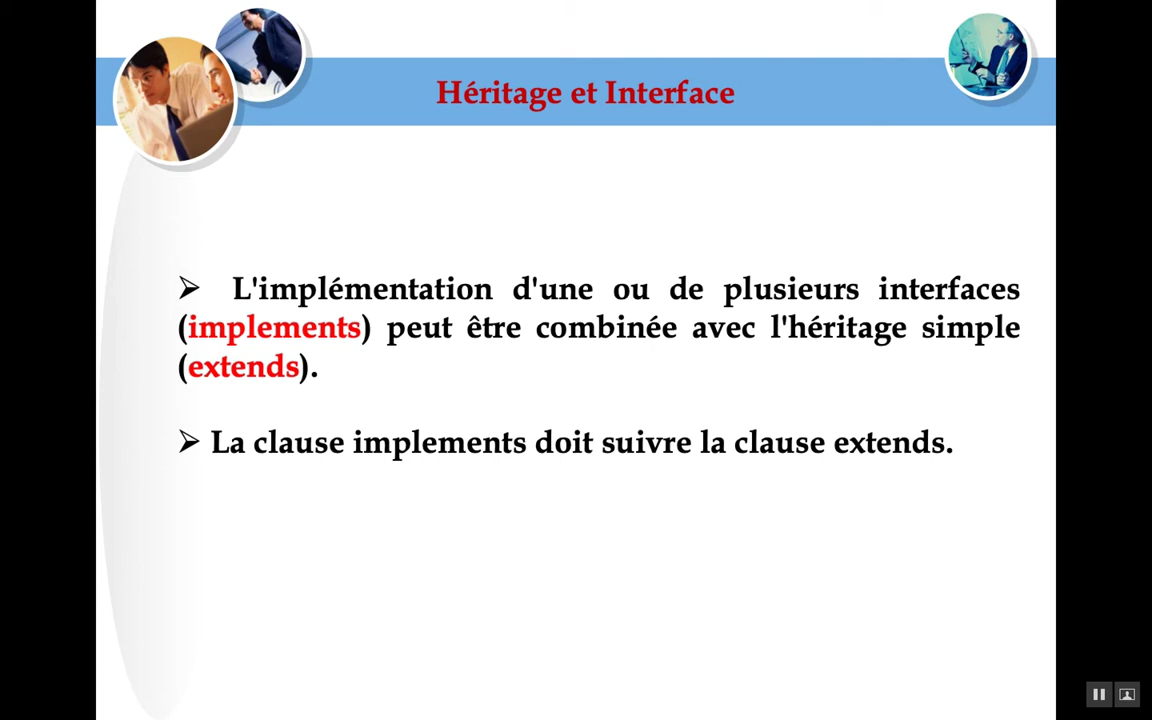 Héritage et Interface
➢ L'implémentation d'une ou de plusieurs interfaces
(implements) peut être combinée avec l'héritage simple
(extends).
➢ La clause implements doit suivre la clause extends.